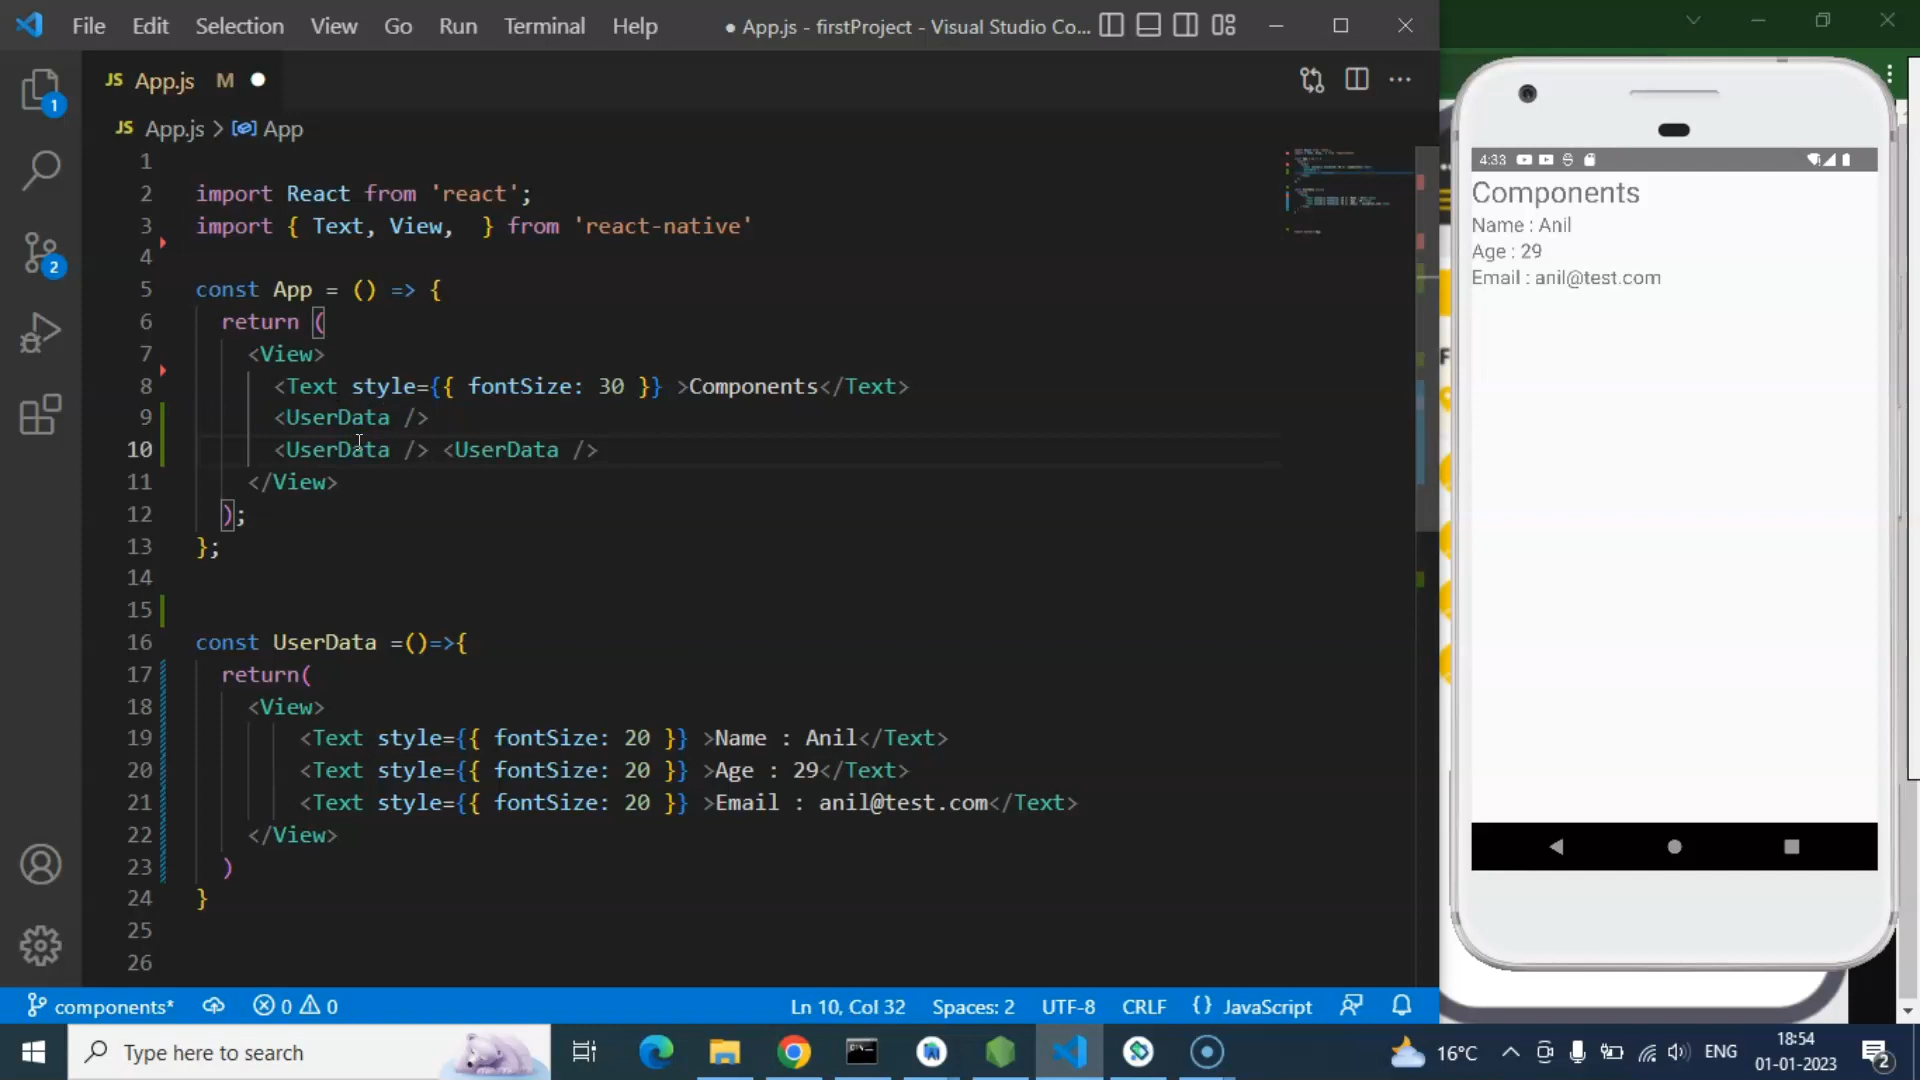 File Edit Selection View Go Run Terminal Help ● App.js - firstProject - Visual Studio Co...
JS App.js M
JS App.js > App
1
2 import React from 'react';
3 import { Text, View,  } from 'react-native'
4
5 const App = () => {
6 return (
7 <View>
8 <Text style={{ fontSize: 30 }} >Components</Text>
9 <UserData />
10 <UserData /> <UserData />
11 </View>
12 );
13 };
14
15
16 const UserData =()=>{
17 return(
18 <View>
19 <Text style={{ fontSize: 20 }} >Name : Anil</Text>
20 <Text style={{ fontSize: 20 }} >Age : 29</Text>
21 <Text style={{ fontSize: 20 }} >Email : anil@test.com</Text>
22 </View>
23 )
24 }
25
26
1
2
components* 0 0 Ln 10, Col 32 Spaces: 2 UTF-8 CRLF {} JavaScript
4:33
Components
Name : Anil
Age : 29
Email : anil@test.com
Type here to search
16°C ENG
18:54
01-01-2023
2